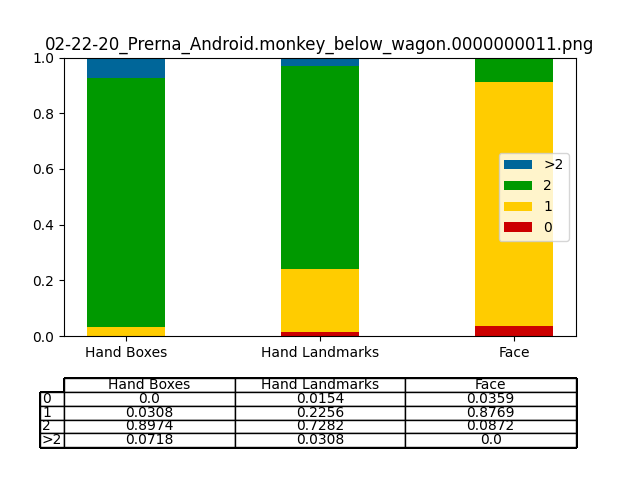 02-22-20_Prerna_Android.monkey_below_wagon.0000000011.png
1.0
0.8
0.6
0.4
0.2
0.0
>2
2
1
0
Hand Boxes Hand Landmarks Face
Hand Boxes Hand Landmarks Face
0 0.0 0.0154 0.0359
1 0.0308 0.2256 0.8769
2 0.8974 0.7282 0.0872
>2 0.0718 0.0308 0.0